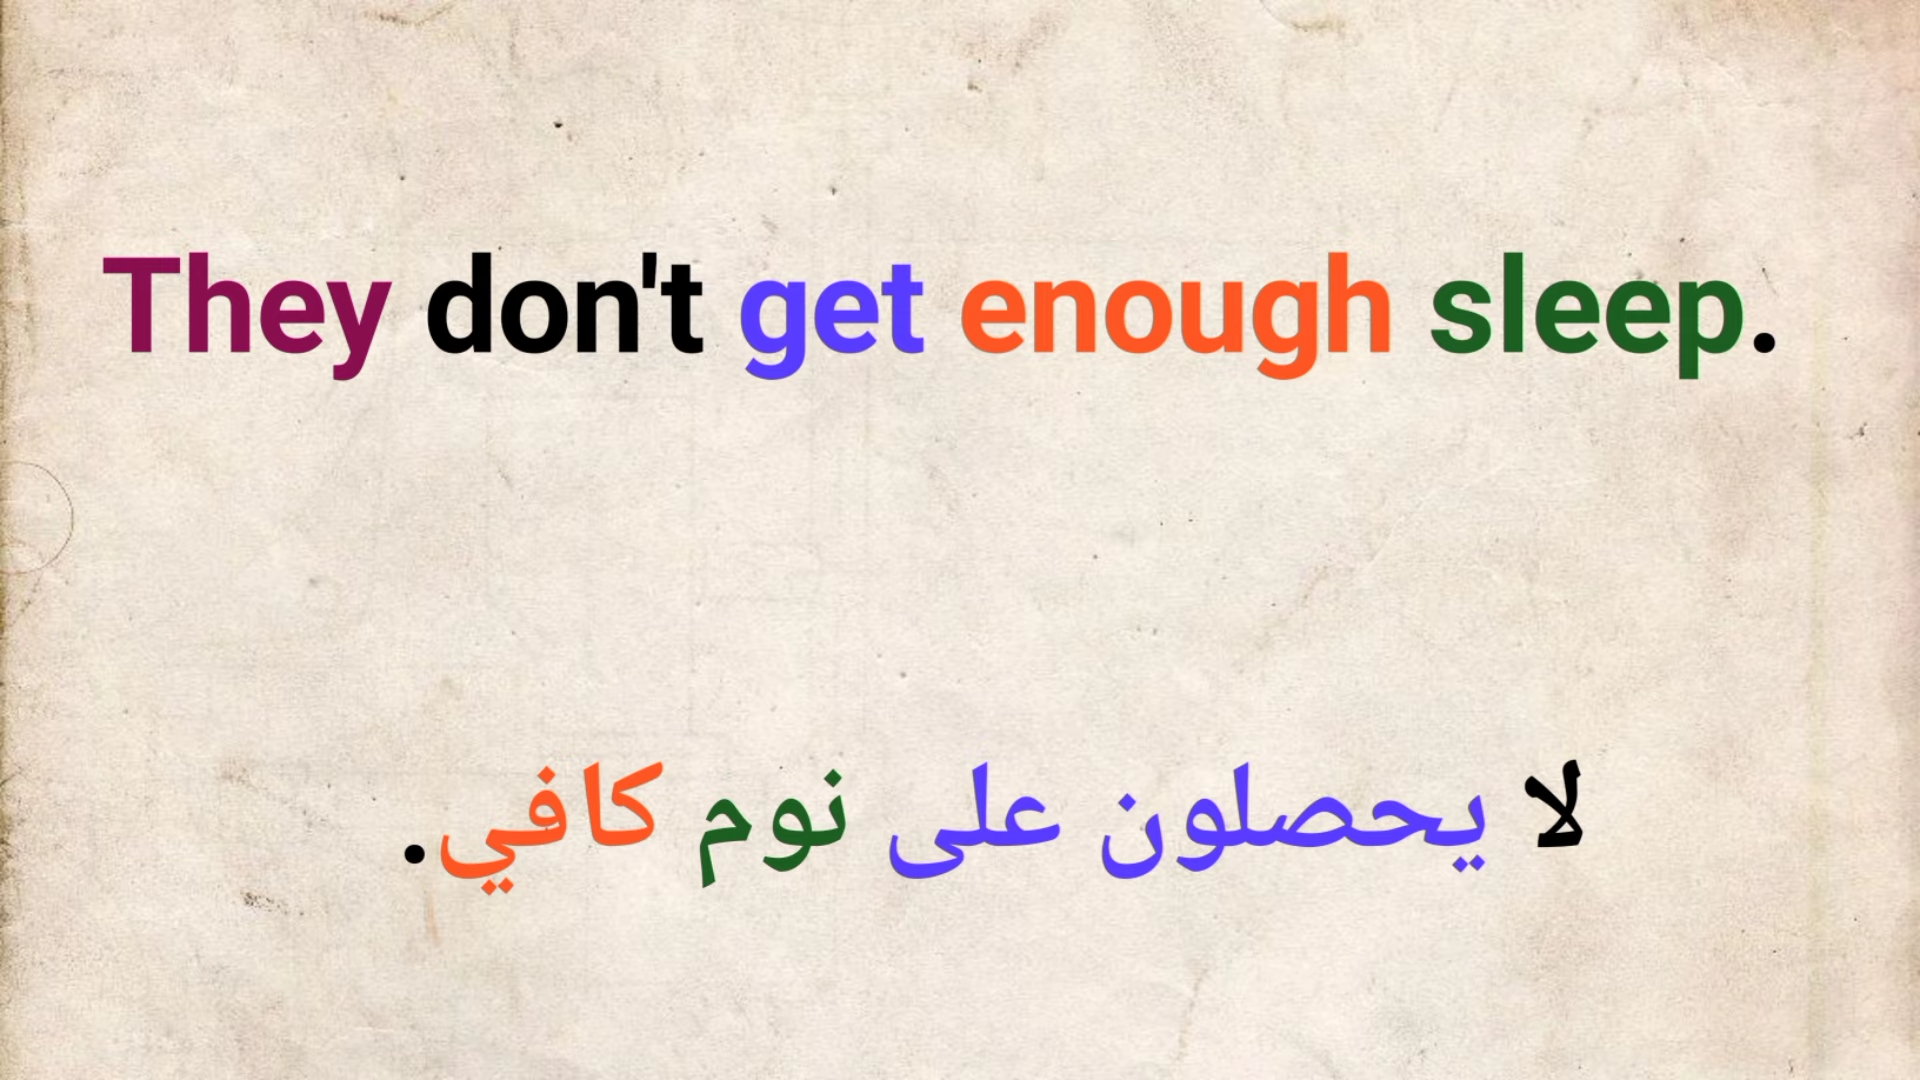 They don't get enough sleep.
لا يحصلون على نوم كافي.